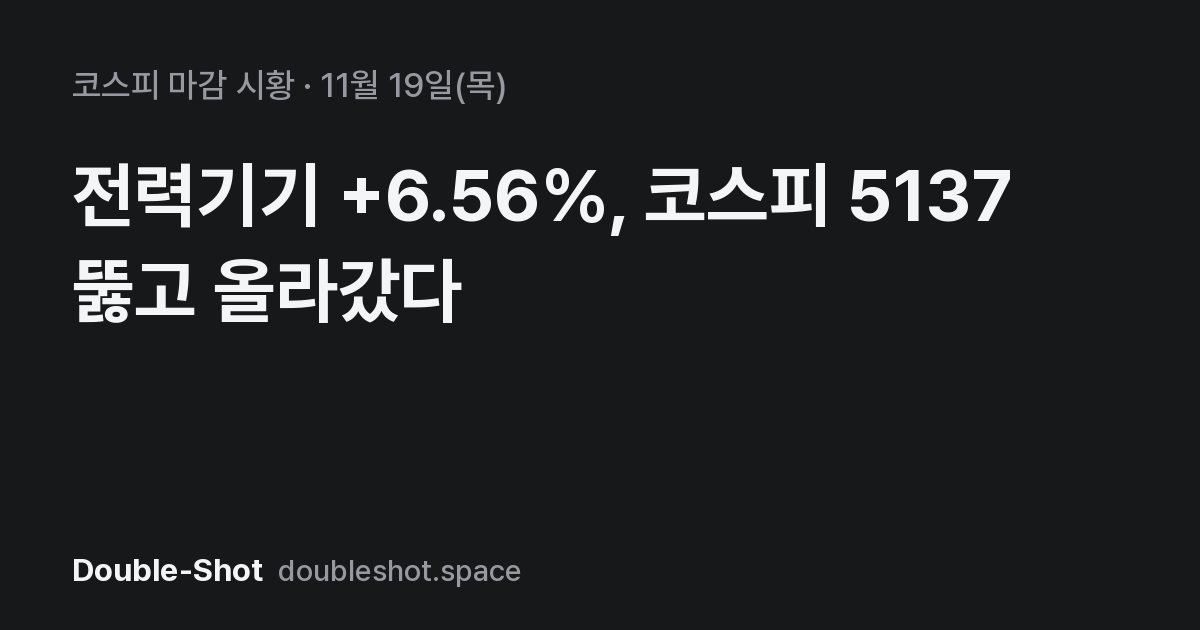 코스피 마감 시황 · 11월 19일(목)
전력기기 +6.56%, 코스피 5137
뚫고 올라갔다
Double-Shot doubleshot.space